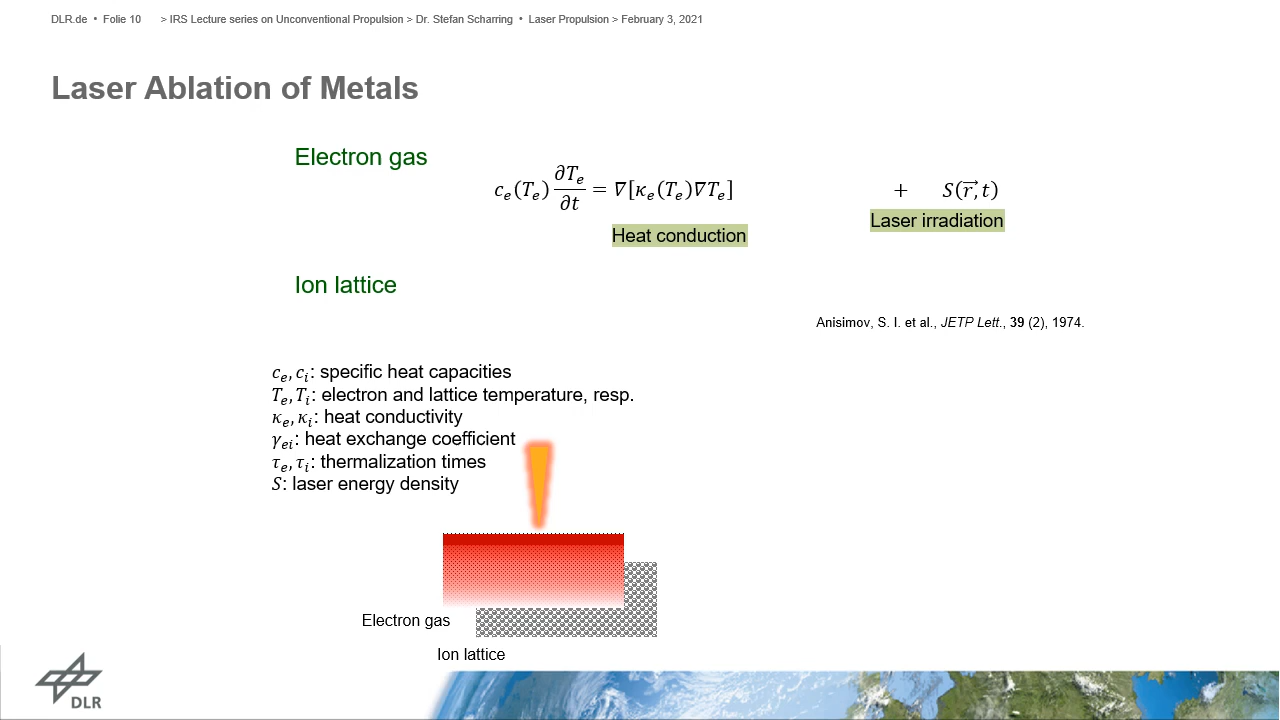 DLR.de • Folie 10 > IRS Lecture series on Unconventional Propulsion > Dr. Stefan Scharring • Laser Propulsion > February 3, 2021
Laser Ablation of Metals
Electron gas
c_e(T_e) ∂T_e/∂t = ∇[κ_e(T_e)∇T_e] + S(r⃗, t)
Heat conduction
Laser irradiation
Ion lattice
Anisimov, S. I. et al., JETP Lett., 39 (2), 1974.
c_e, c_i: specific heat capacities
T_e, T_i: electron and lattice temperature, resp.
κ_e, κ_i: heat conductivity
γ_ei: heat exchange coefficient
τ_e, τ_i: thermalization times
S: laser energy density
Electron gas
Ion lattice
DLR